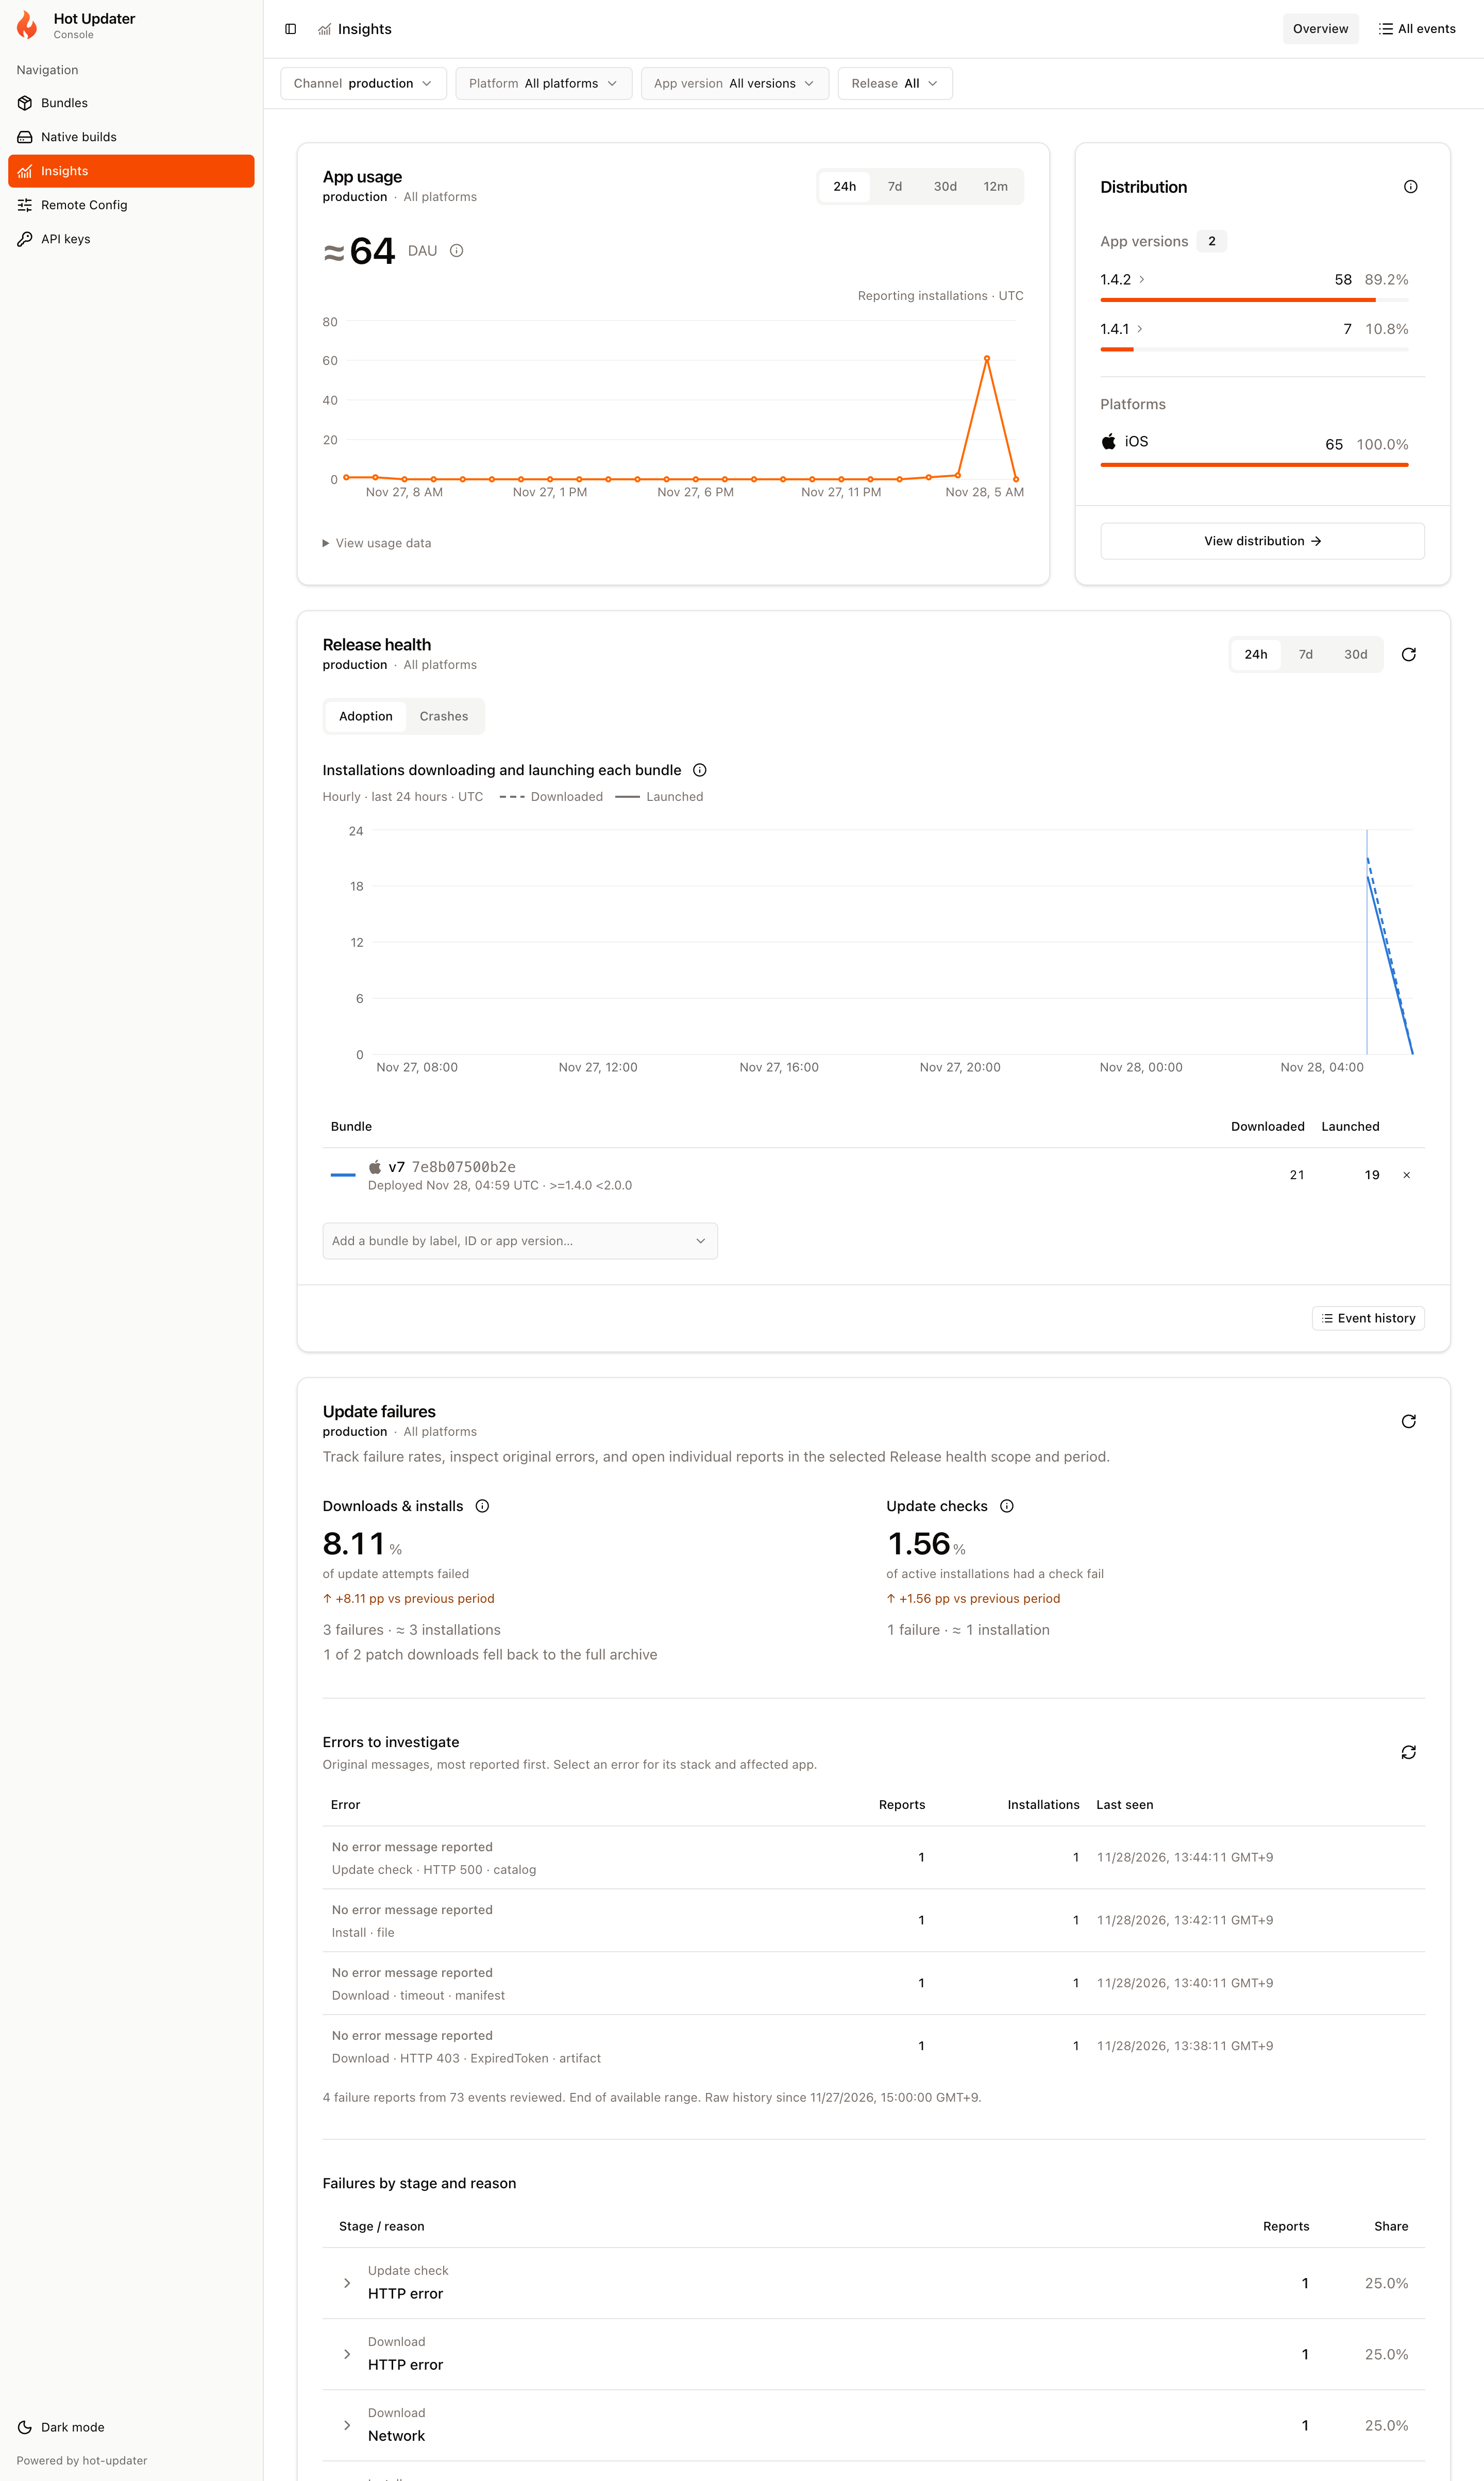 Hot Updater
Console
Navigation
Bundles
Native builds
Insights
Remote Config
API keys
Dark mode
Powered by hot-updater
Insights
Overview
All events
Channel production
Platform All platforms
App version All versions
Release All
App usage
production · All platforms
24h 7d 30d 12m
≈64 DAU
Reporting installations · UTC
80
60
40
20
0
Nov 27, 8 AM Nov 27, 1 PM Nov 27, 6 PM Nov 27, 11 PM Nov 28, 5 AM
View usage data
Distribution
App versions 2
1.4.2 58 89.2%
1.4.1 7 10.8%
Platforms
iOS 65 100.0%
View distribution →
Release health
production · All platforms
24h 7d 30d
Adoption Crashes
Installations downloading and launching each bundle
Hourly · last 24 hours · UTC Downloaded Launched
24
18
12
6
0
Nov 27, 08:00 Nov 27, 12:00 Nov 27, 16:00 Nov 27, 20:00 Nov 28, 00:00 Nov 28, 04:00
Bundle Downloaded Launched
v7 7e8b07500b2e
Deployed Nov 28, 04:59 UTC · >=1.4.0 <2.0.0
21 19 ×
Add a bundle by label, ID or app version...
Event history
Update failures
production · All platforms
Track failure rates, inspect original errors, and open individual reports in the selected Release health scope and period.
Downloads & installs
8.11 %
of update attempts failed
↑ +8.11 pp vs previous period
3 failures · ≈ 3 installations
1 of 2 patch downloads fell back to the full archive
Update checks
1.56 %
of active installations had a check fail
↑ +1.56 pp vs previous period
1 failure · ≈ 1 installation
Errors to investigate
Original messages, most reported first. Select an error for its stack and affected app.
Error Reports Installations Last seen
No error message reported
Update check · HTTP 500 · catalog
1 1 11/28/2026, 13:44:11 GMT+9
No error message reported
Install · file
1 1 11/28/2026, 13:42:11 GMT+9
No error message reported
Download · timeout · manifest
1 1 11/28/2026, 13:40:11 GMT+9
No error message reported
Download · HTTP 403 · ExpiredToken · artifact
1 1 11/28/2026, 13:38:11 GMT+9
4 failure reports from 73 events reviewed. End of available range. Raw history since 11/27/2026, 15:00:00 GMT+9.
Failures by stage and reason
Stage / reason Reports Share
Update check
HTTP error
1 25.0%
Download
HTTP error
1 25.0%
Download
Network
1 25.0%